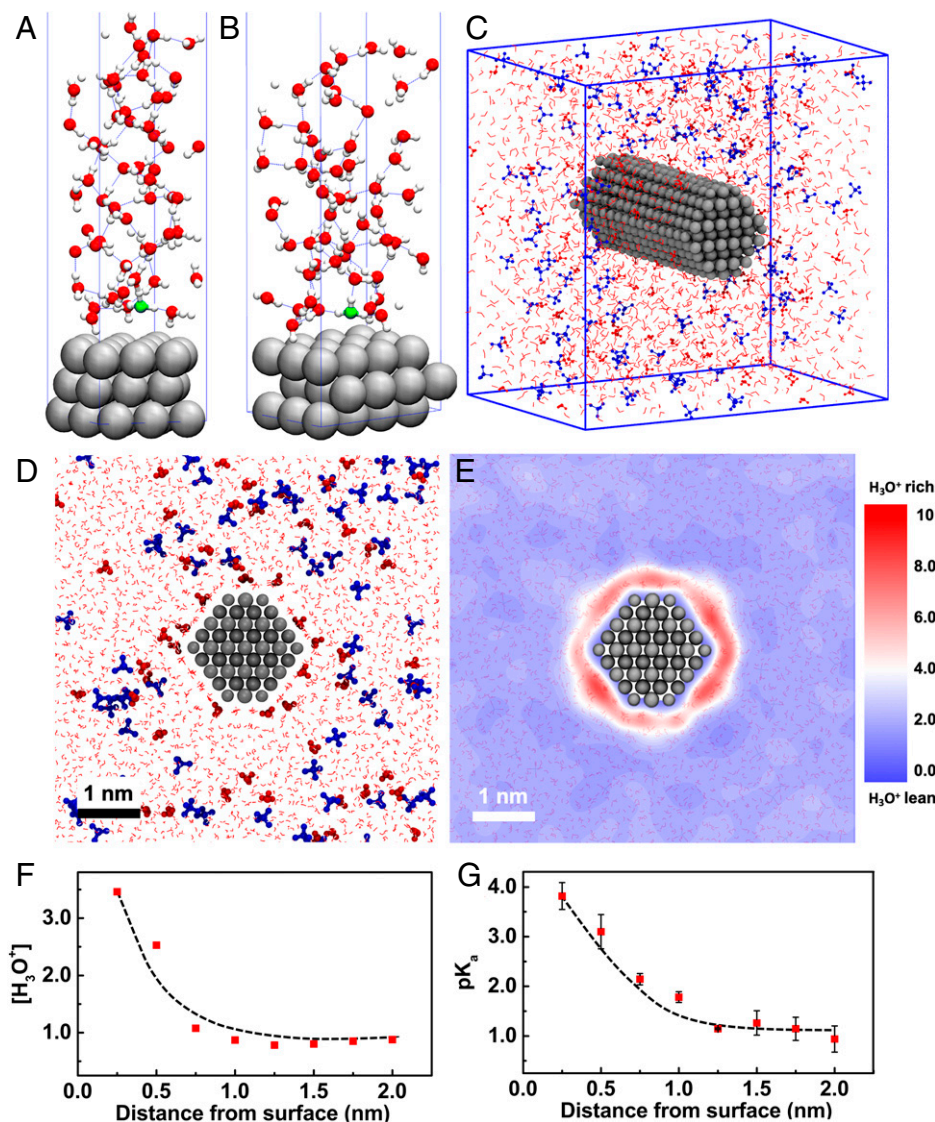 A
B
C
D
1 nm
E
1 nm
H₃O⁺ rich
10
8.0
6.0
4.0
2.0
0.0
H₃O⁺ lean
F
[H₃O⁺]
3.0
2.0
1.0
0.0 0.5 1.0 1.5 2.0
Distance from surface (nm)
G
pKₐ
4.0
3.0
2.0
1.0
0.0
0.0 0.5 1.0 1.5 2.0
Distance from surface (nm)